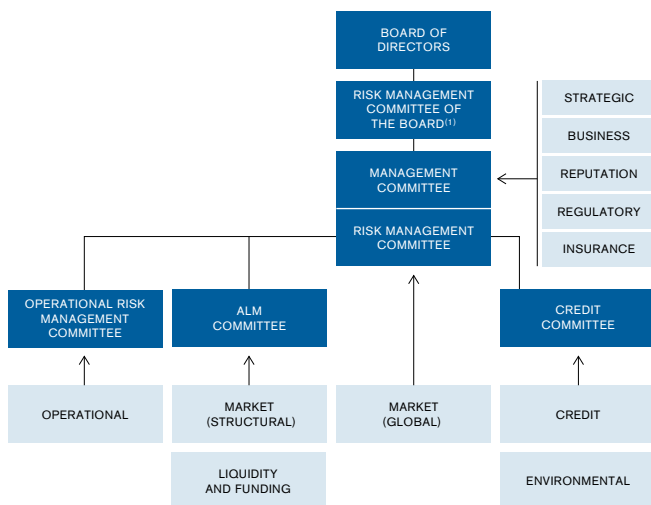 BOARD OF
DIRECTORS
RISK MANAGEMENT
COMMITTEE OF
THE BOARD(1)
MANAGEMENT
COMMITTEE
RISK MANAGEMENT
COMMITTEE
STRATEGIC
BUSINESS
REPUTATION
REGULATORY
INSURANCE
OPERATIONAL RISK
MANAGEMENT
COMMITTEE
ALM
COMMITTEE
CREDIT
COMMITTEE
OPERATIONAL
MARKET
(STRUCTURAL)
MARKET
(GLOBAL)
CREDIT
LIQUIDITY
AND FUNDING
ENVIRONMENTAL